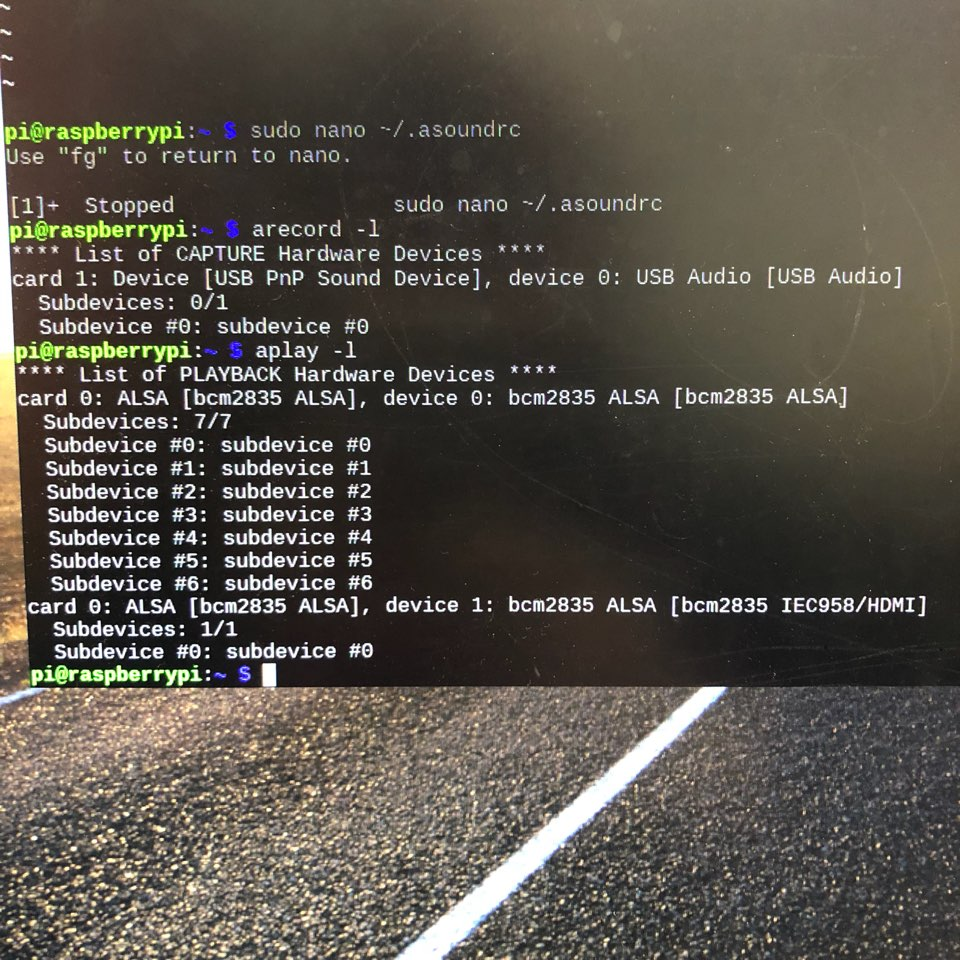 ~
~
~
~
pi@raspberrypi:~ $ sudo nano ~/.asoundrc
Use "fg" to return to nano.
[1]+  Stopped                 sudo nano ~/.asoundrc
pi@raspberrypi:~ $ arecord -l
**** List of CAPTURE Hardware Devices ****
card 1: Device [USB PnP Sound Device], device 0: USB Audio [USB Audio]
  Subdevices: 0/1
  Subdevice #0: subdevice #0
pi@raspberrypi:~ $ aplay -l
**** List of PLAYBACK Hardware Devices ****
card 0: ALSA [bcm2835 ALSA], device 0: bcm2835 ALSA [bcm2835 ALSA]
  Subdevices: 7/7
  Subdevice #0: subdevice #0
  Subdevice #1: subdevice #1
  Subdevice #2: subdevice #2
  Subdevice #3: subdevice #3
  Subdevice #4: subdevice #4
  Subdevice #5: subdevice #5
  Subdevice #6: subdevice #6
card 0: ALSA [bcm2835 ALSA], device 1: bcm2835 ALSA [bcm2835 IEC958/HDMI]
  Subdevices: 1/1
  Subdevice #0: subdevice #0
pi@raspberrypi:~ $